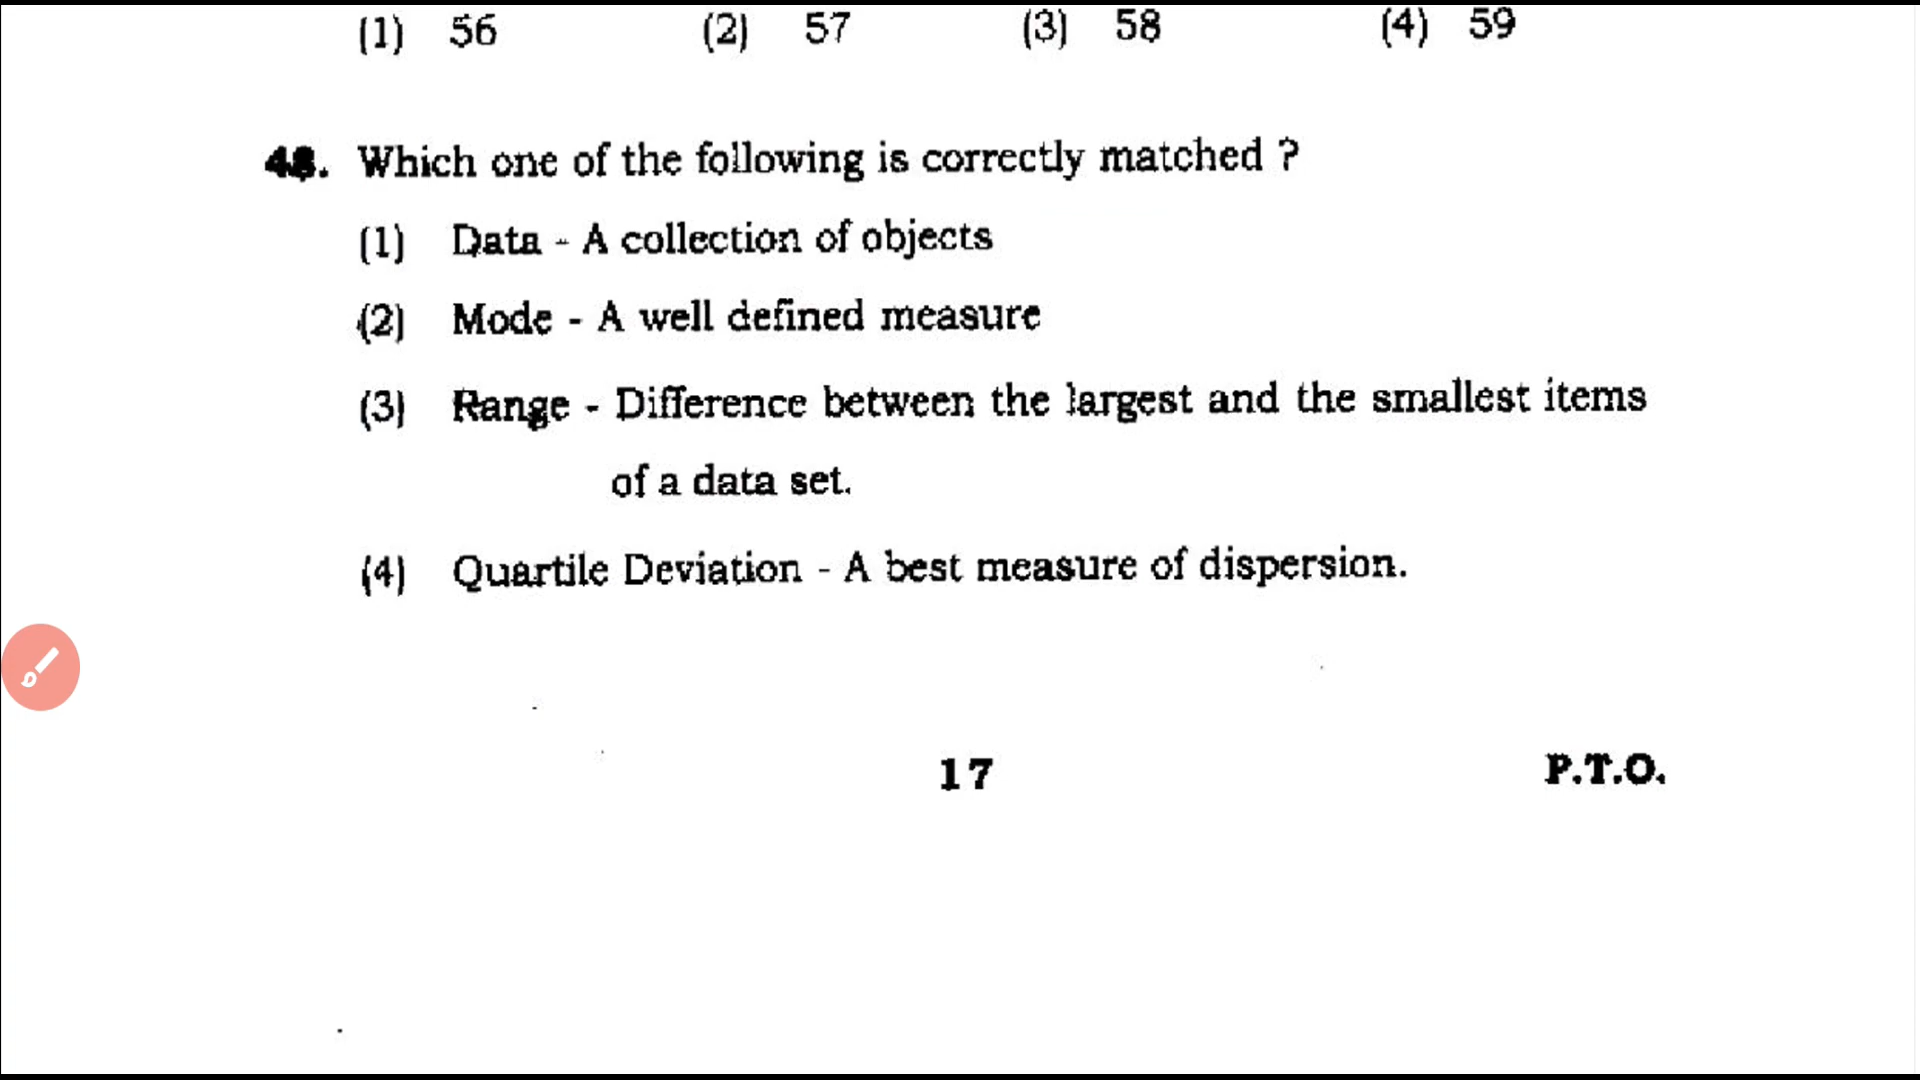 (1) 56 (2) 57 (3) 58 (4) 59
48. Which one of the following is correctly matched ?
(1) Data - A collection of objects
(2) Mode - A well defined measure
(3) Range - Difference between the largest and the smallest items
of a data set.
(4) Quartile Deviation - A best measure of dispersion.
17 P.T.O.